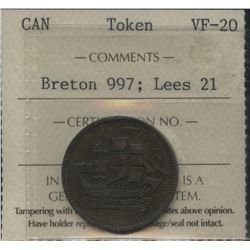 CAN Token VF-20
— COMMENTS —
Breton 997; Lees 21
— CERTI ON NO. —
IN IS A
GE TEM.
Tampering with ates above opinion.
Have holder repa age/seal not intact.